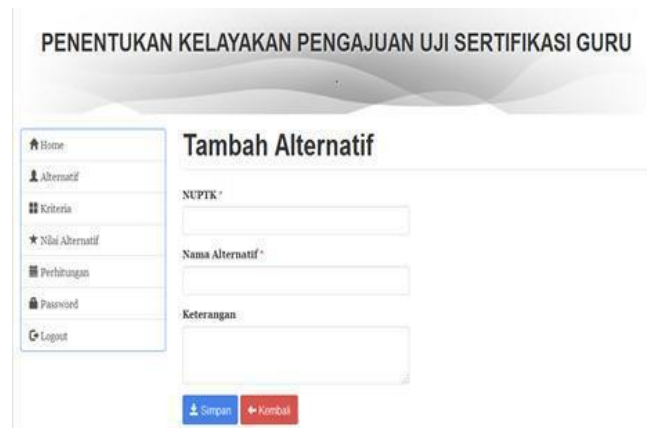 PENENTUKAN KELAYAKAN PENGAJUAN UJI SERTIFIKASI GURU
Home
Alternatif
Kriteria
Nilai Alternatif
Perhitungan
Password
Logout
Tambah Alternatif
NUPTK *
Nama Alternatif *
Keterangan
Simpan
Kembali